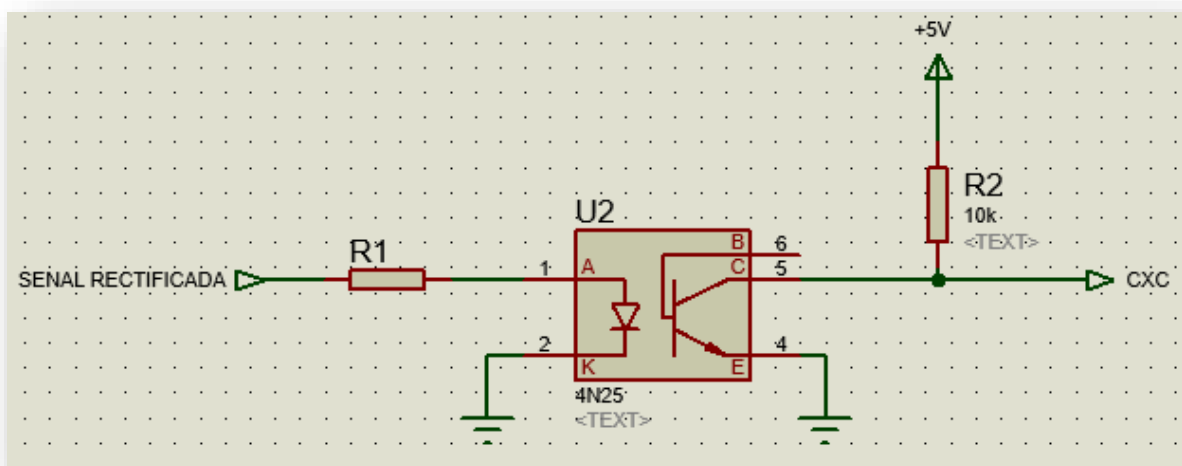 +5V
R2
10k
<TEXT>
U2
R1
SENAL RECTIFICADA
1
A
B
6
C
5
CXC
2
K
E
4
4N25
<TEXT>